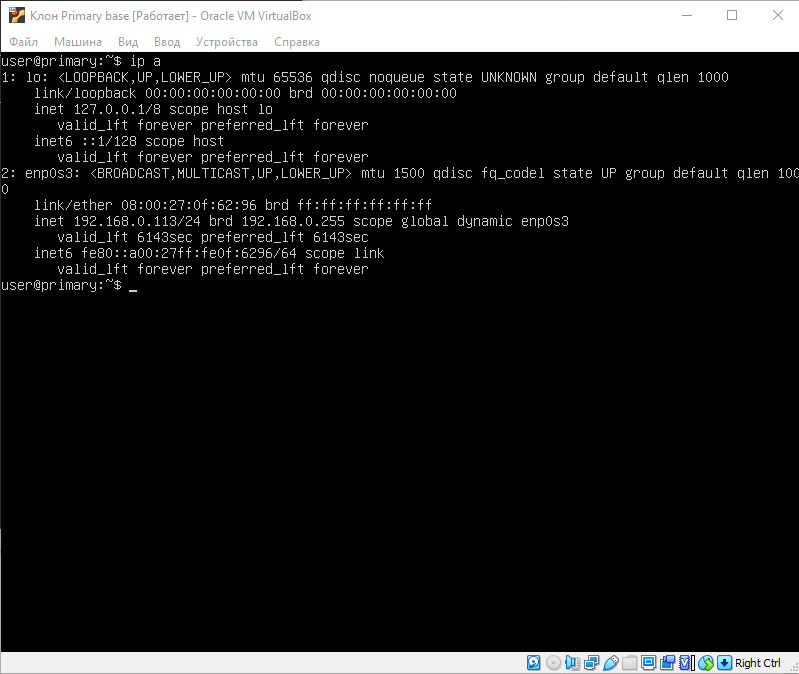 Клон Primary base [Работает] - Oracle VM VirtualBox
Файл Машина Вид Ввод Устройства Справка
user@primary:~$ ip a
1: lo: <LOOPBACK,UP,LOWER_UP> mtu 65536 qdisc noqueue state UNKNOWN group default qlen 1000
    link/loopback 00:00:00:00:00:00 brd 00:00:00:00:00:00
    inet 127.0.0.1/8 scope host lo
       valid_lft forever preferred_lft forever
    inet6 ::1/128 scope host
       valid_lft forever preferred_lft forever
2: enp0s3: <BROADCAST,MULTICAST,UP,LOWER_UP> mtu 1500 qdisc fq_codel state UP group default qlen 100
0
    link/ether 08:00:27:0f:62:96 brd ff:ff:ff:ff:ff:ff
    inet 192.168.0.113/24 brd 192.168.0.255 scope global dynamic enp0s3
       valid_lft 6143sec preferred_lft 6143sec
    inet6 fe80::a00:27ff:fe0f:6296/64 scope link
       valid_lft forever preferred_lft forever
user@primary:~$ _
Right Ctrl